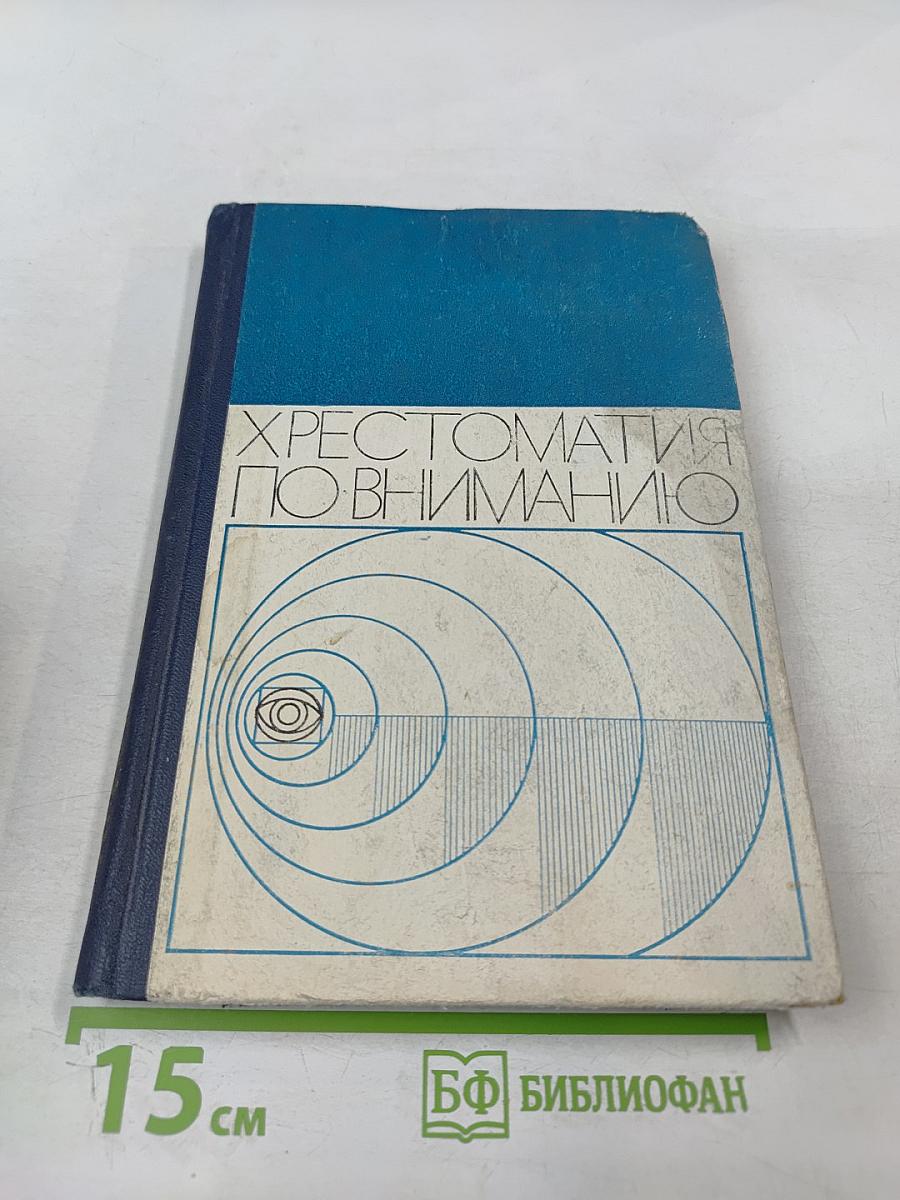 ХРЕСТОМАТИЯ
ПО ВНИМАНИЮ
15 см
БФ БИБЛИОФАН